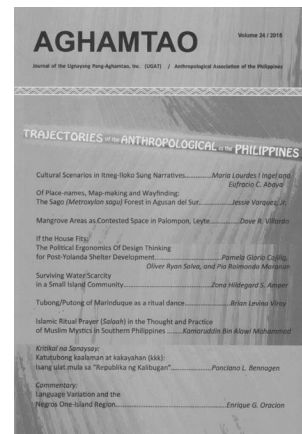 AGHAMTAO
Volume 24 / 2016
Journal of the Ugnayang Pang-Aghamtao, Inc. (UGAT) / Anthropological Association of the Philippines
TRAJECTORIES of the ANTHROPOLOGICAL in the PHILIPPINES
Cultural Scenarios in Itneg-Iloko Sung Narratives..............Maria Lourdes I Ingel and
Eufracio C. Abaya
Of Place-names, Map-making and Wayfinding:
The Sago (Metroxylon sagu) Forest in Agusan del Sur..............Jessie Varquez, Jr.
Mangrove Areas as Contested Space in Palompon, Leyte..............Dove R. Villardo
If the House Fits:
The Political Ergonomics Of Design Thinking
for Post-Yolanda Shelter Development..............Pamela Gloria Cajilig,
Oliver Ryan Salva, and Pia Raimonda Maranan
Surviving Water Scarcity
in a Small Island Community..............Zona Hildegard S. Amper
Tubong/Putong of Marinduque as a ritual dance..............Brian Levina Viray
Islamic Ritual Prayer (Salaah) in the Thought and Practice
of Muslim Mystics in Southern Philippines..............Kamaruddin Bin Alawi Mohammad
Kritikal na Sanaysay:
Katutubong kaalaman at kakayahan (kkk):
Isang ulat mula sa "Republika ng Kalibugan"..............Ponciano L. Bennagen
Commentary:
Language Variation and the
Negros One-Island Region..............Enrique G. Oracion